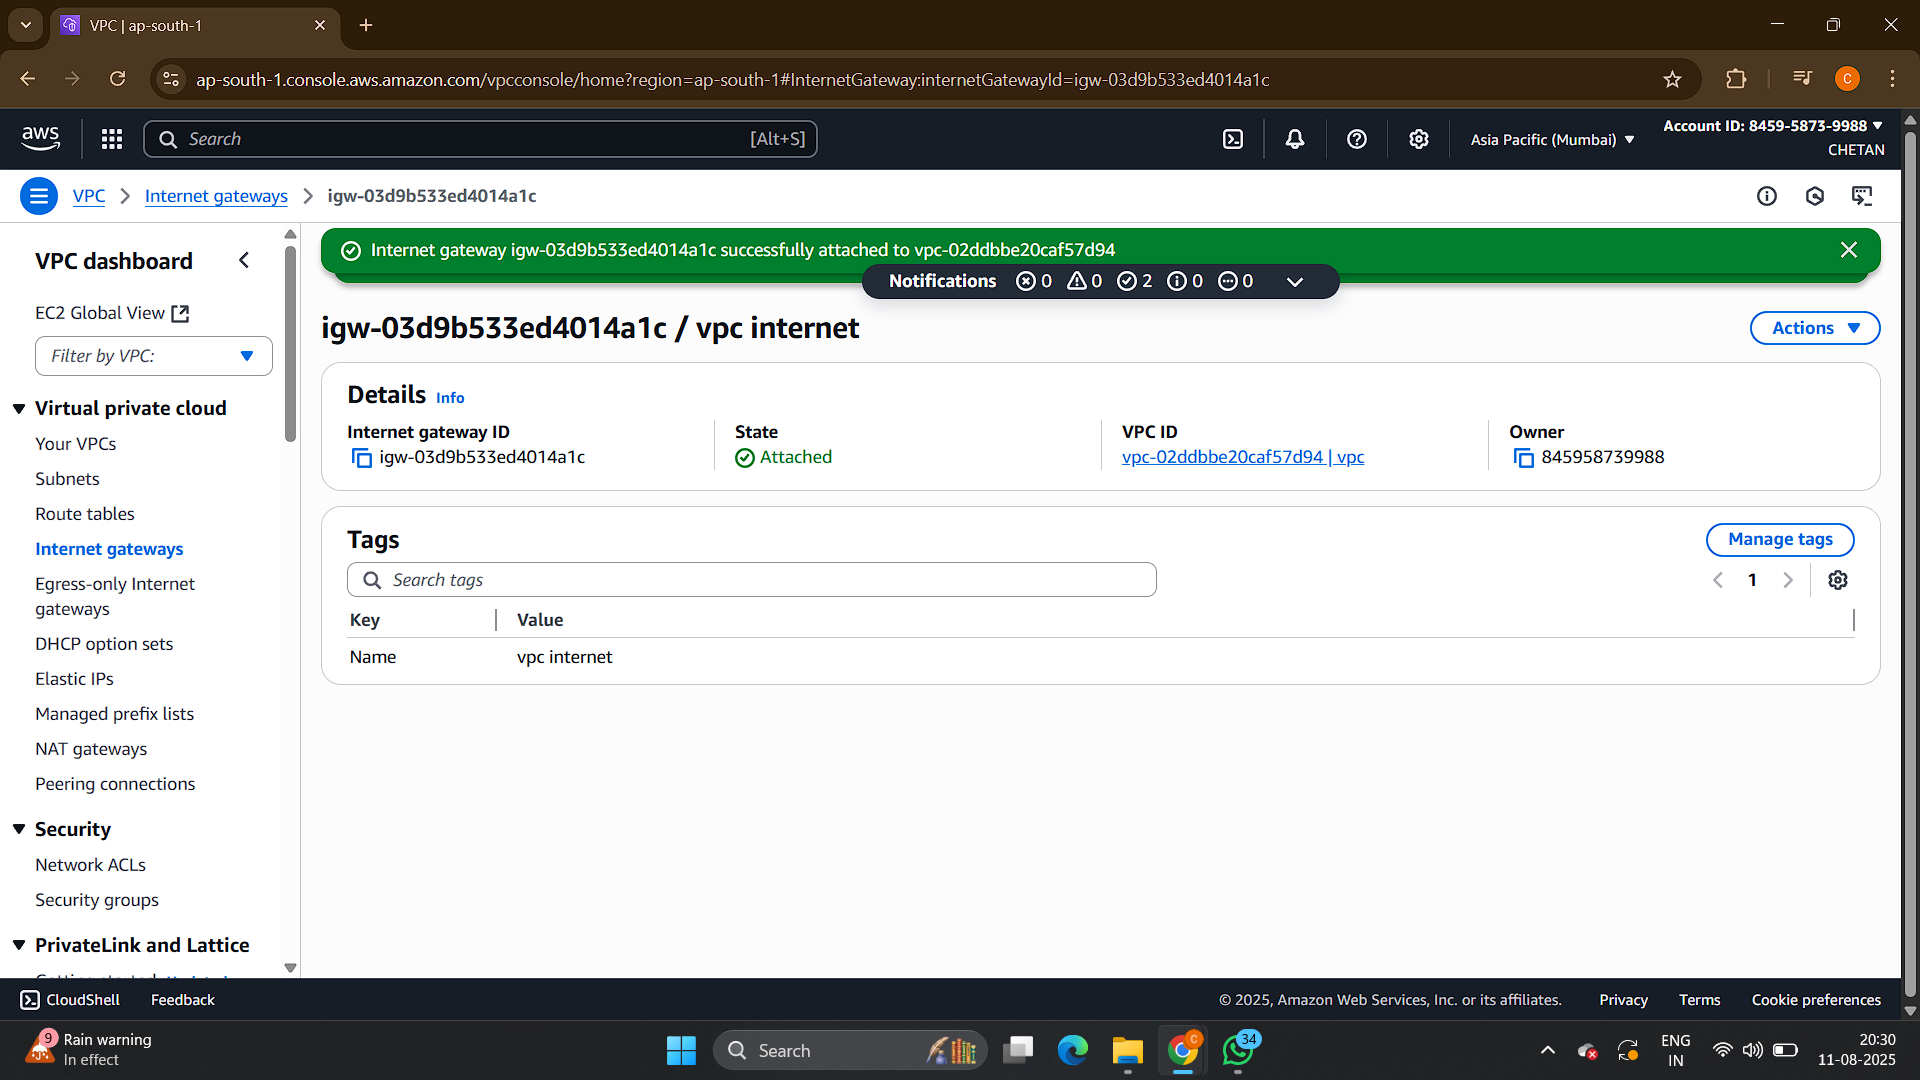 VPC | ap-south-1
ap-south-1.console.aws.amazon.com/vpcconsole/home?region=ap-south-1#InternetGateway:internetGatewayId=igw-03d9b533ed4014a1c
C
aws
Search
[Alt+S]
Asia Pacific (Mumbai)
Account ID: 8459-5873-9988
CHETAN
VPC
Internet gateways
igw-03d9b533ed4014a1c
VPC dashboard
EC2 Global View
Filter by VPC:
Virtual private cloud
Your VPCs
Subnets
Route tables
Internet gateways
Egress-only Internet
gateways
DHCP option sets
Elastic IPs
Managed prefix lists
NAT gateways
Peering connections
Security
Network ACLs
Security groups
PrivateLink and Lattice
Internet gateway igw-03d9b533ed4014a1c successfully attached to vpc-02ddbbe20caf57d94
Notifications 0 0 2 0 0
igw-03d9b533ed4014a1c / vpc internet
Actions
Details Info
Internet gateway ID
igw-03d9b533ed4014a1c
State
Attached
VPC ID
vpc-02ddbbe20caf57d94 | vpc
Owner
845958739988
Tags
Manage tags
Search tags
1
Key Value
Name vpc internet
CloudShell Feedback
© 2025, Amazon Web Services, Inc. or its affiliates. Privacy Terms Cookie preferences
9
Rain warning
In effect
Search
C
34
ENG
IN
20:30
11-08-2025